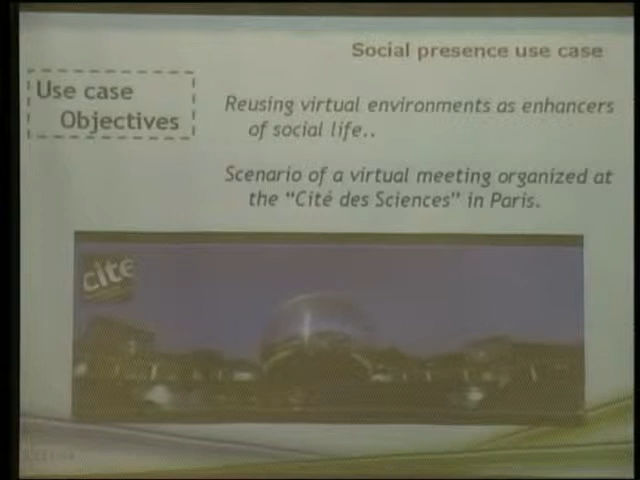 Social presence use case
Use case
Objectives
Reusing virtual environments as enhancers
of social life..
Scenario of a virtual meeting organized at
the “Cité des Sciences” in Paris.
cite